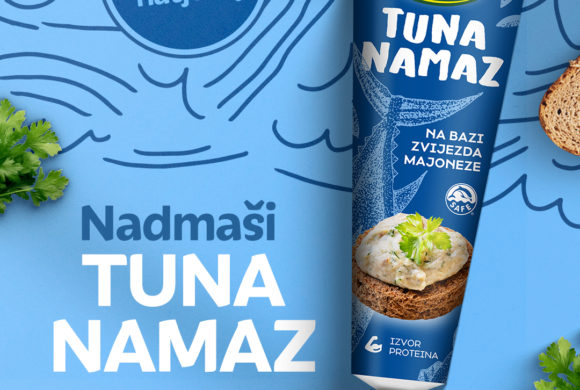 TUNA
NAMAZ
NA BAZI
ZVIJEZDA
MAJONEZE
SAFE
IZVOR
PROTEINA
Nadmaši
TUNA
NAMAZ